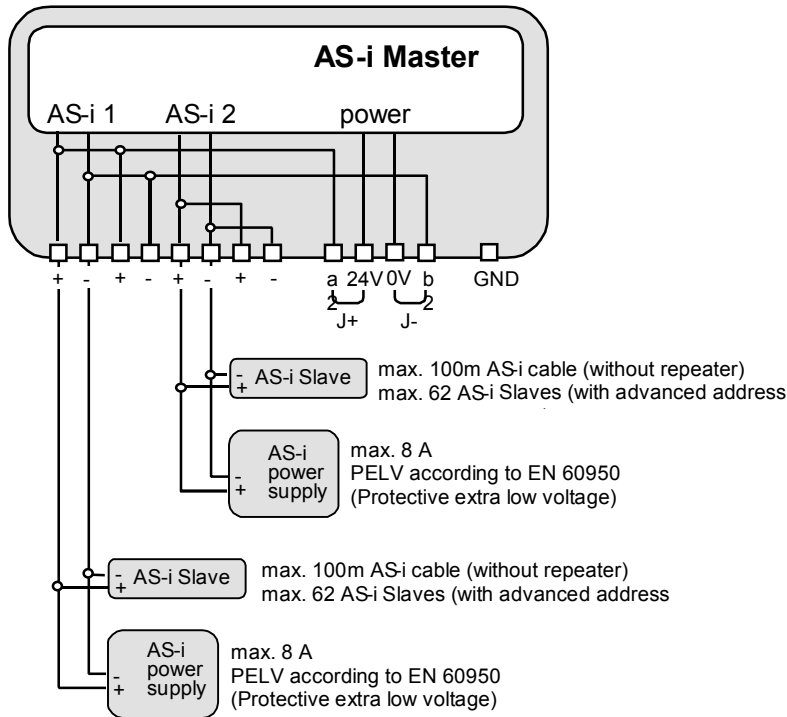 AS-i Master
AS-i 1 AS-i 2 power
+ - + - + - + - a 24V 0V b GND
2 2
J+ J-
- AS-i Slave
+
max. 100m AS-i cable (without repeater)
max. 62 AS-i Slaves (with advanced address
AS-i
- power
+ supply
max. 8 A
PELV according to EN 60950
(Protective extra low voltage)
- AS-i Slave
+
max. 100m AS-i cable (without repeater)
max. 62 AS-i Slaves (with advanced address
AS-i
- power
+ supply
max. 8 A
PELV according to EN 60950
(Protective extra low voltage)